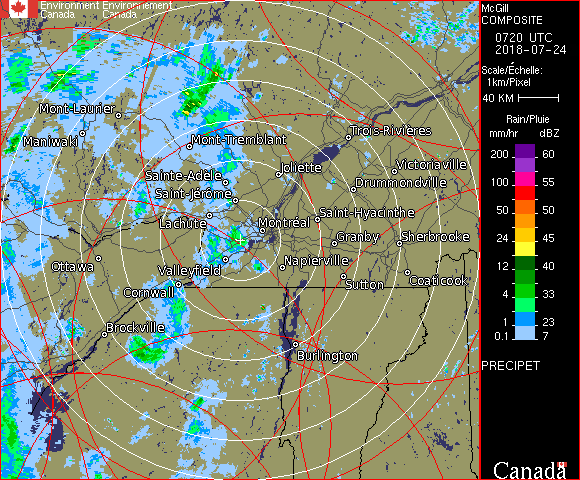 Environment Environnement
Canada Canada
McGill
COMPOSITE
0720 UTC
2018-07-24
Scale/Échelle:
1km/Pixel
40 KM
Rain/Pluie
mm/hr dBZ
200 60
100 55
50 50
24 45
12 40
4 33
1 23
0.1 7
PRECIPET
Canada
Mont-Laurier
Maniwaki
Mont-Tremblant
Trois-Rivières
Sainte-Adèle
Joliette
Victoriaville
Saint-Jérôme
Drummondville
Lachute
Montréal
Saint-Hyacinthe
Granby
Sherbrooke
Ottawa
Valleyfield
Napierville
Cornwall
Sutton
Coaticook
Brockville
Burlington